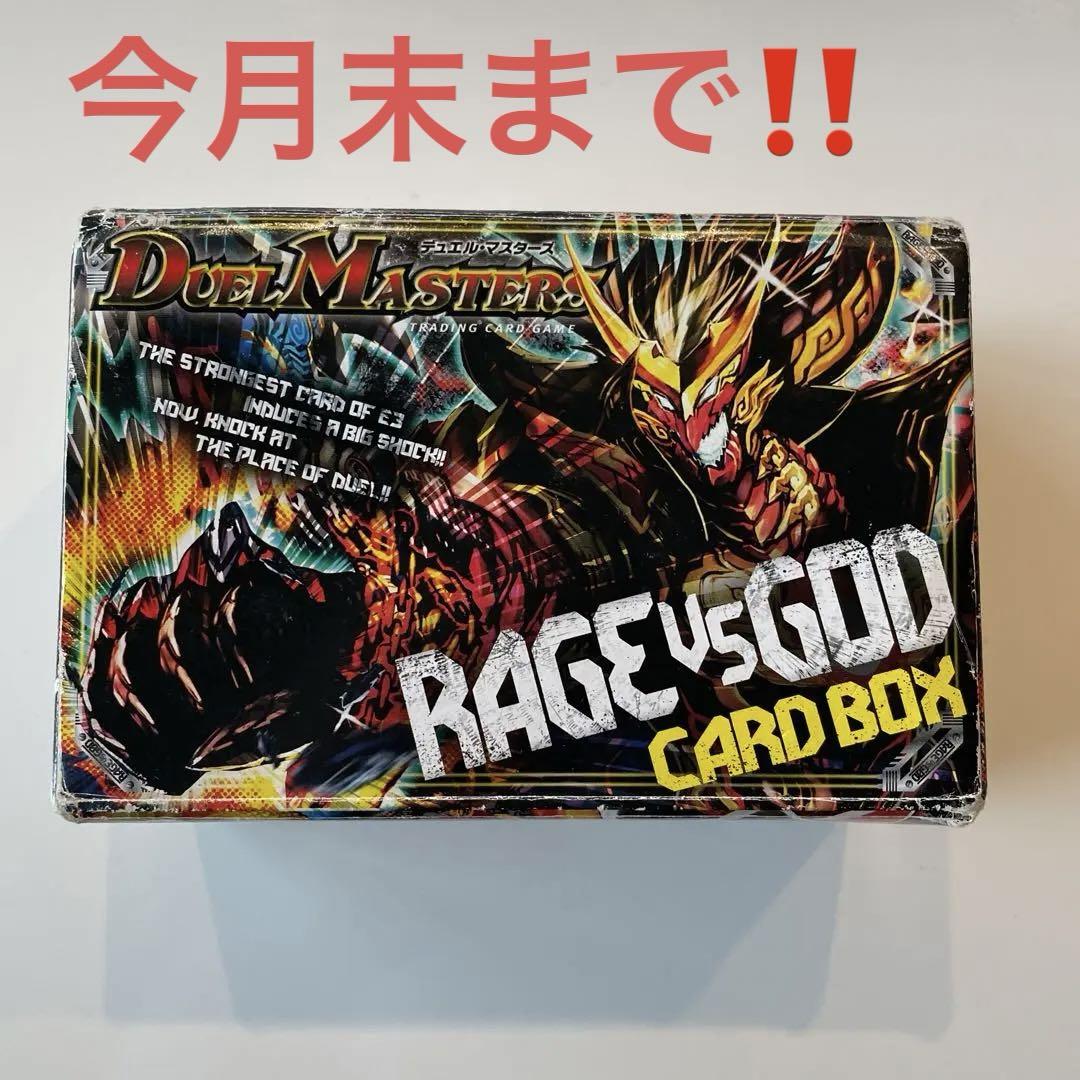 今月末まで‼️
デュエル・マスターズ
DUEL MASTERS
TRADING CARD GAME
THE STRONGEST CARD OF E3
INDUCES A BIG SHOCK!!
NOW, KNOCK AT
THE PLACE OF DUEL!!
RAGE VS GOD
CARD BOX